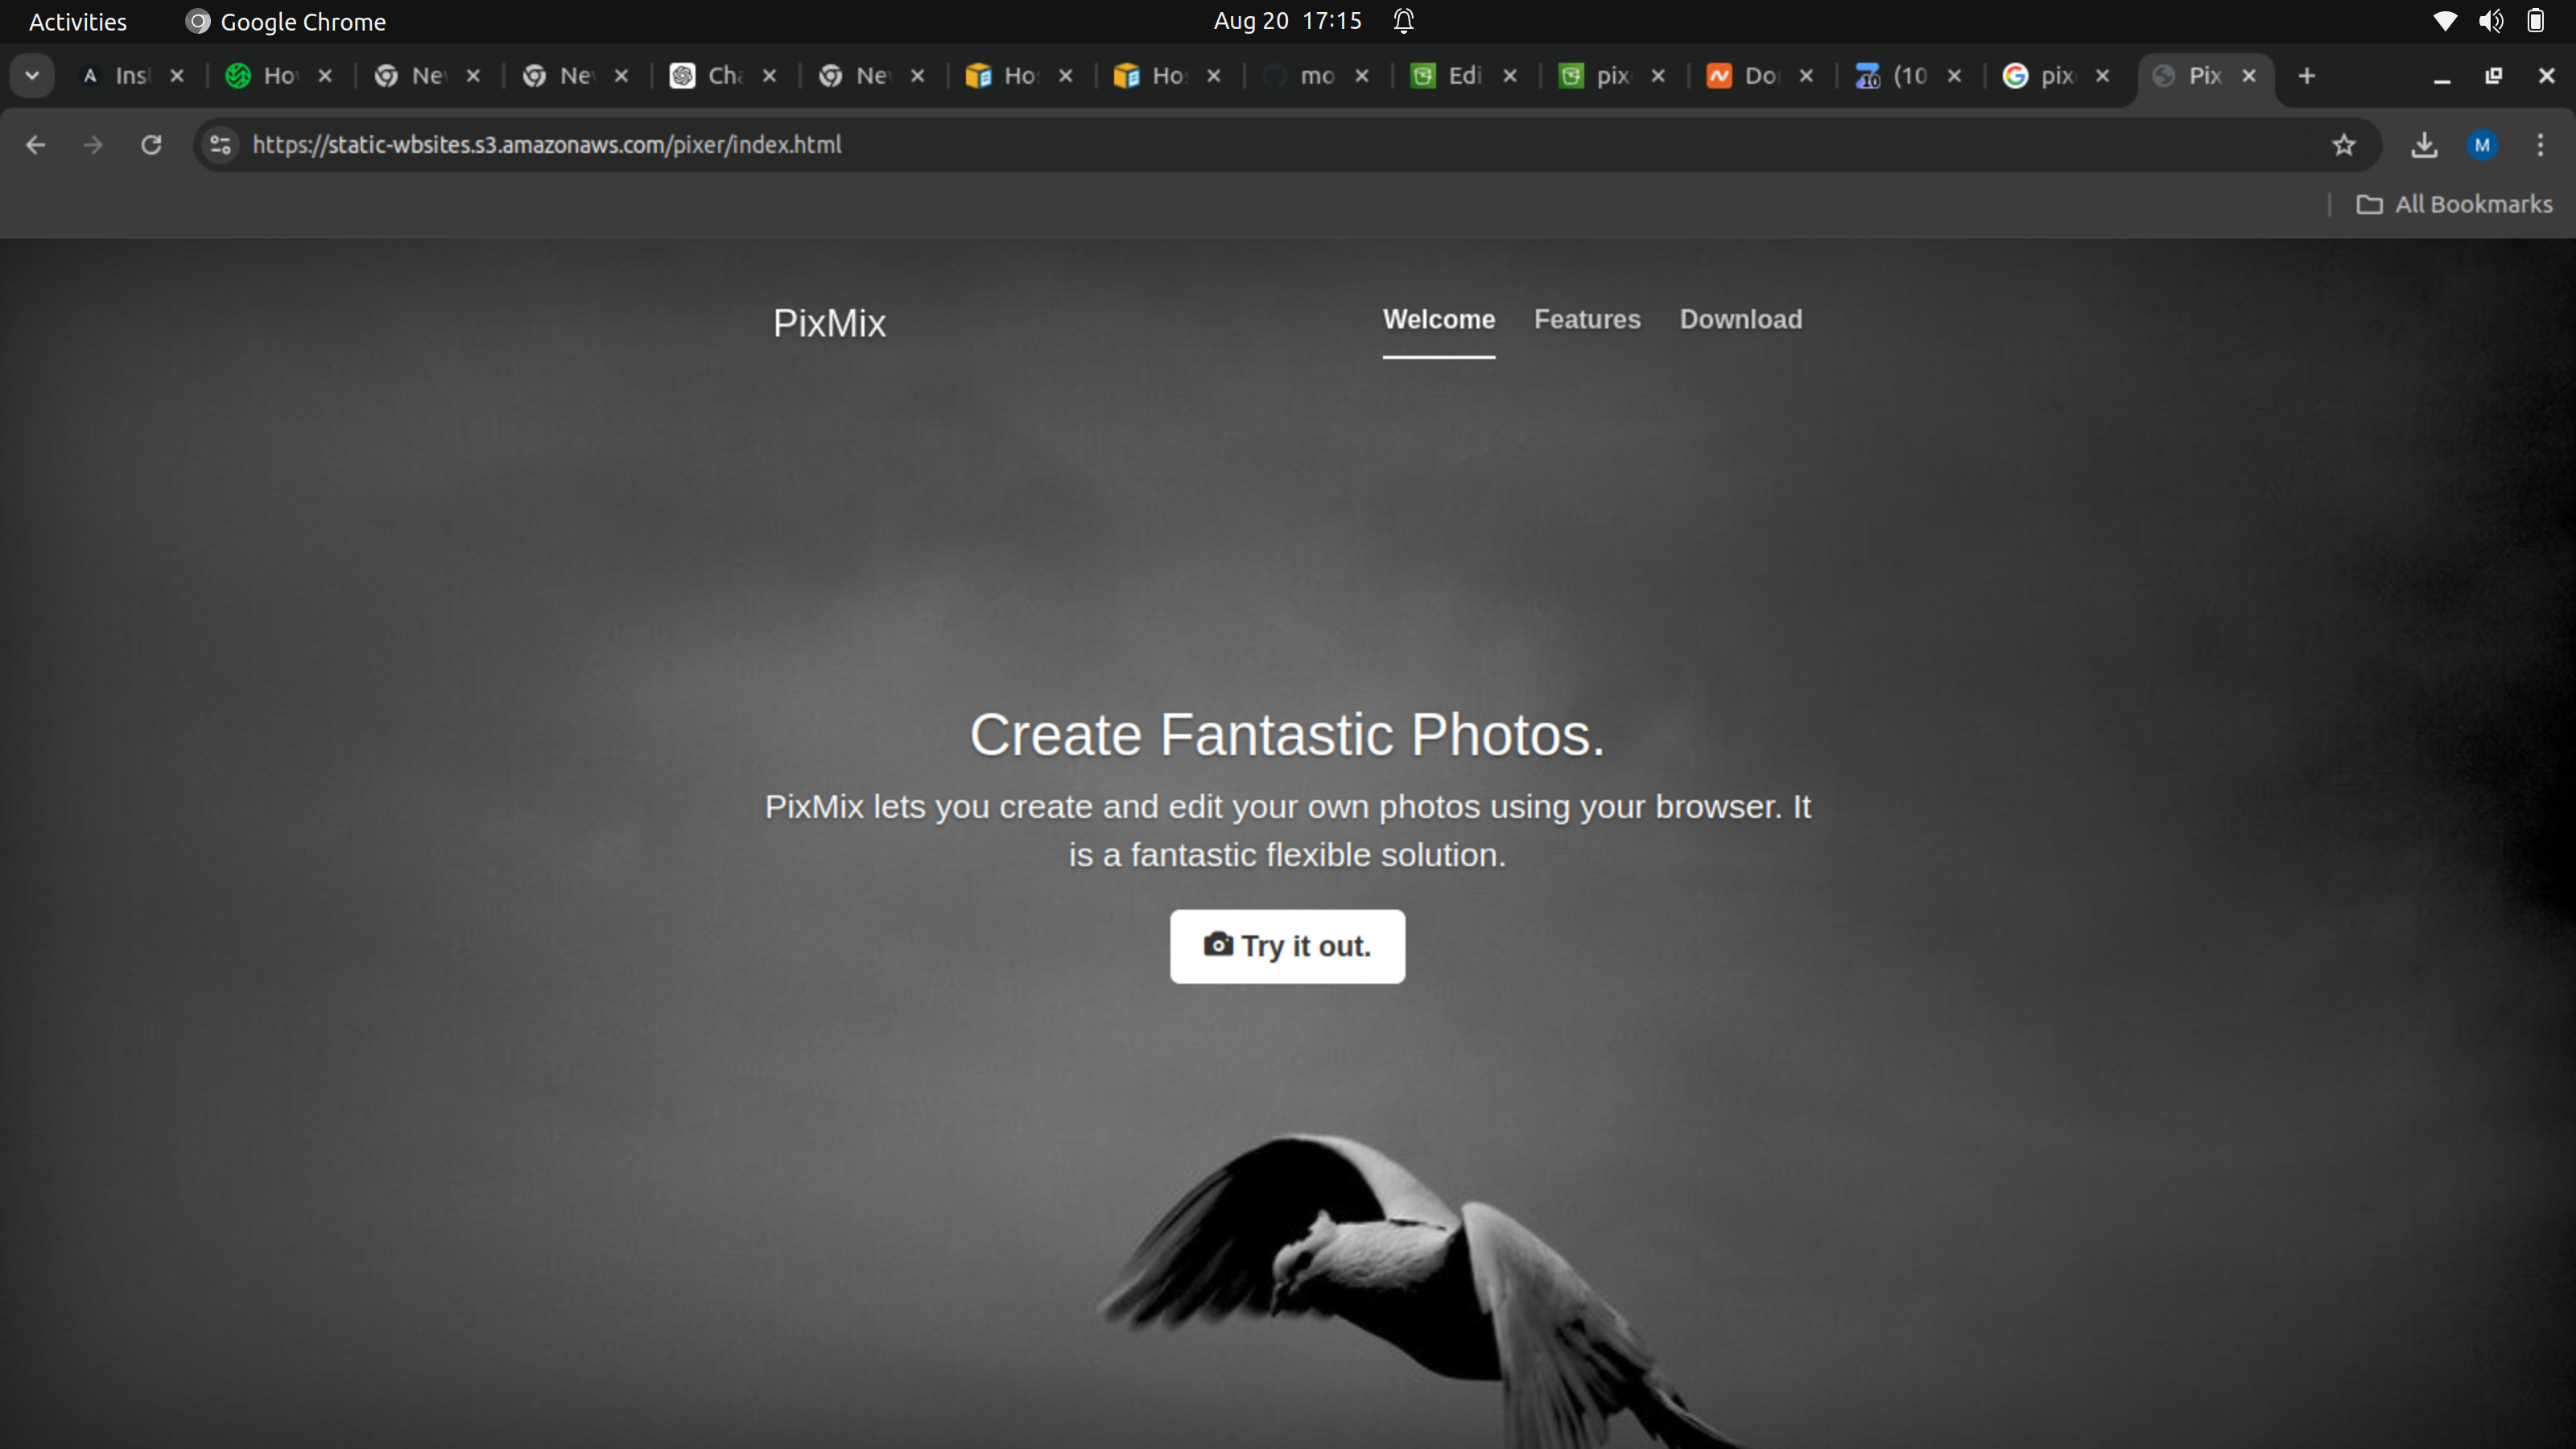 Activities Google Chrome Aug 20 17:15
Ins Ho Ne Ne Cha Ne Ho Ho mo Edi pix Do (10 pix Pix
https://static-wbsites.s3.amazonaws.com/pixer/index.html M
All Bookmarks
PixMix Welcome Features Download
Create Fantastic Photos.
PixMix lets you create and edit your own photos using your browser. It
is a fantastic flexible solution.
Try it out.